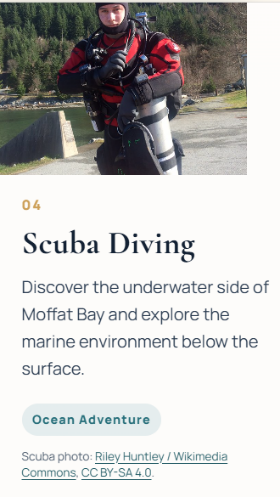 04
Scuba Diving
Discover the underwater side of
Moffat Bay and explore the
marine environment below the
surface.
Ocean Adventure
Scuba photo: Riley Huntley / Wikimedia
Commons, CC BY-SA 4.0.